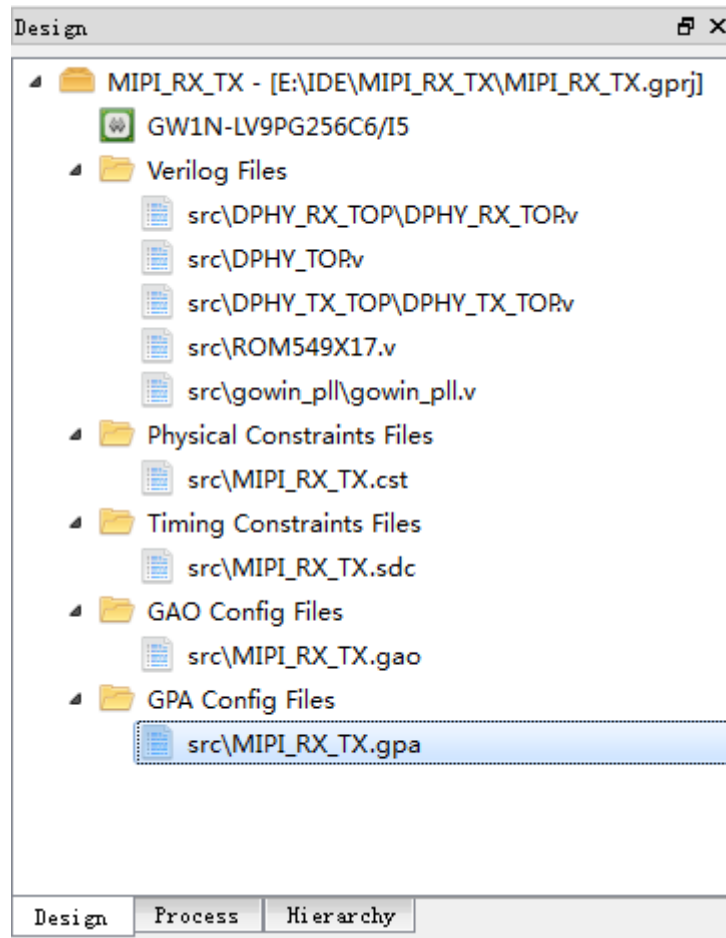 Design
MIPI_RX_TX - [E:\IDE\MIPI_RX_TX\MIPI_RX_TX.gprj]
GW1N-LV9PG256C6/I5
Verilog Files
src\DPHY_RX_TOP\DPHY_RX_TOP.v
src\DPHY_TOP.v
src\DPHY_TX_TOP\DPHY_TX_TOP.v
src\ROM549X17.v
src\gowin_pll\gowin_pll.v
Physical Constraints Files
src\MIPI_RX_TX.cst
Timing Constraints Files
src\MIPI_RX_TX.sdc
GAO Config Files
src\MIPI_RX_TX.gao
GPA Config Files
src\MIPI_RX_TX.gpa
Design Process Hierarchy